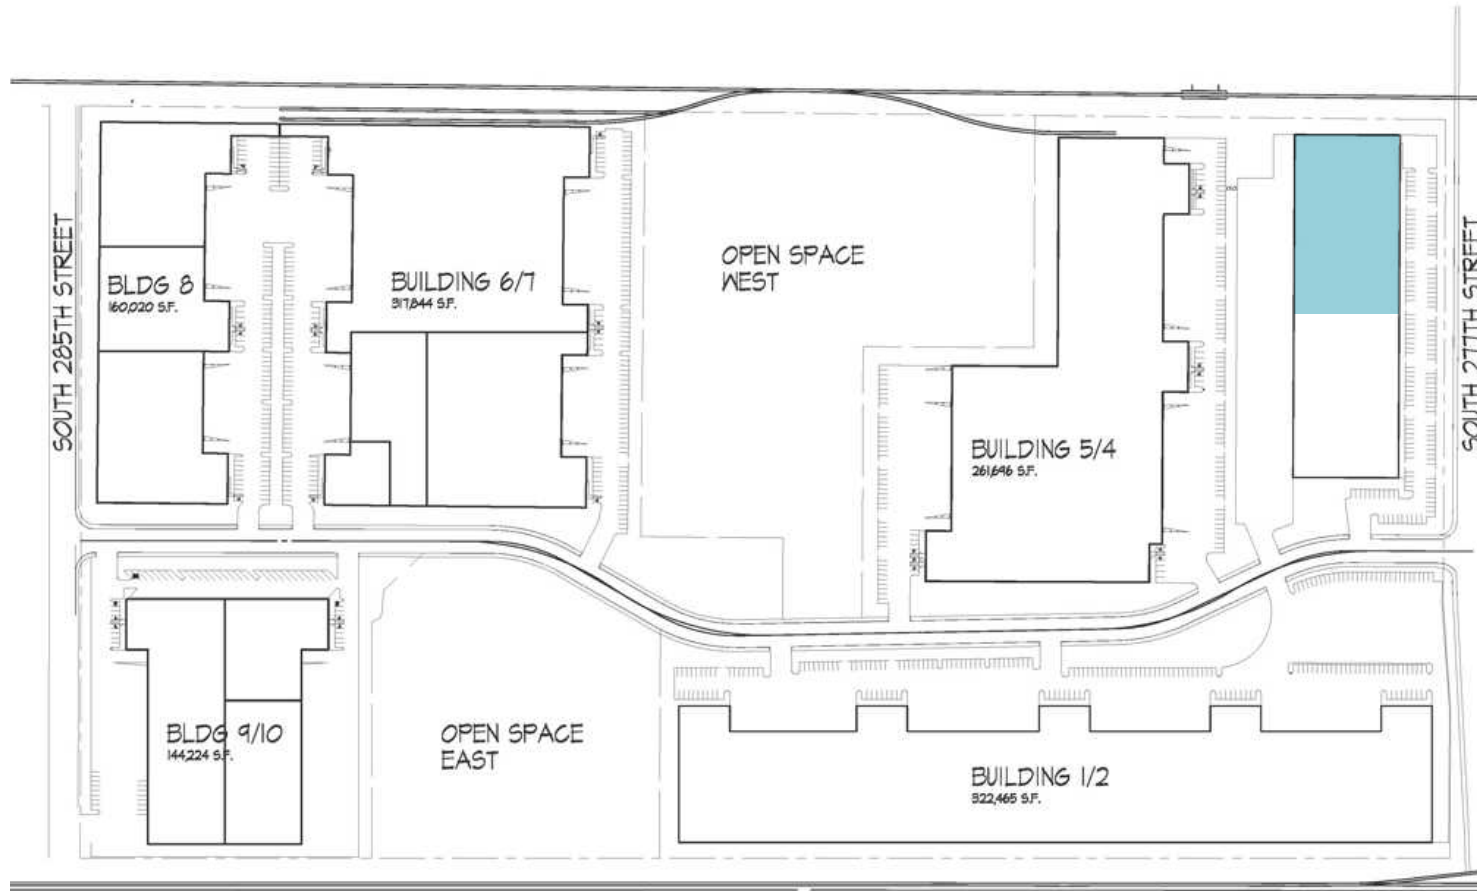 SOUTH 285TH STREET
BLDG 8
160,020 S.F.
BUILDING 6/7
317,844 S.F.
OPEN SPACE
WEST
BUILDING 5/4
261,696 S.F.
SOUTH 277TH STREET
BLDG 9/10
144,224 S.F.
OPEN SPACE
EAST
BUILDING 1/2
322,465 S.F.